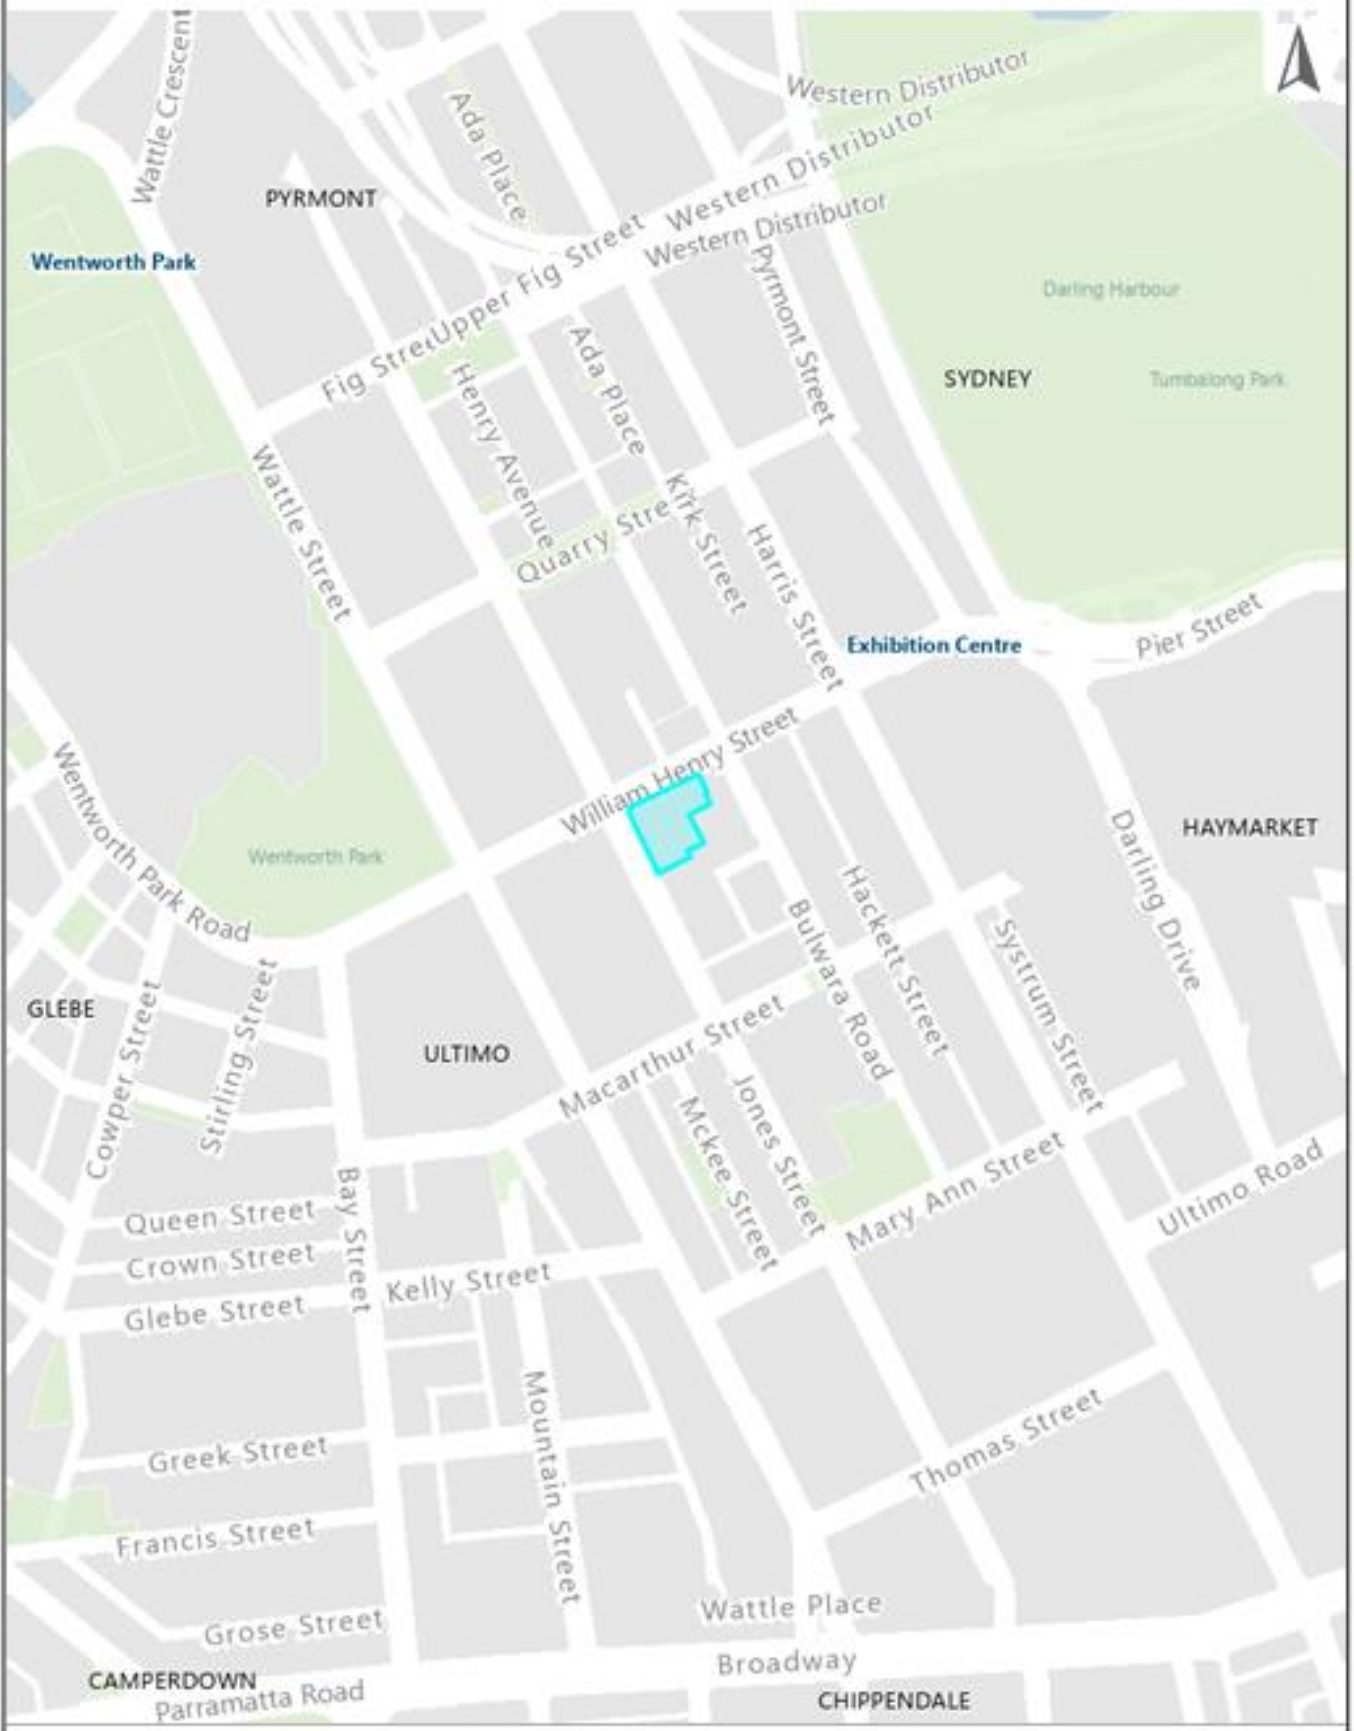 Wattle Crescent
Ada Place
Western Distributor
Western Distributor
Western Distributor
PYRMONT
Wentworth Park
Upper Fig Street
Fig Stre
Pyrmont Street
Darling Harbour
SYDNEY
Tumbalong Park
Henry Avenue
Ada Place
Wattle Street
Quarry Stre
Kirk Street
Harris Street
Exhibition Centre
Pier Street
William Henry Street
Wentworth Park Road
Wentworth Park
HAYMARKET
Darling Drive
Hackett Street
Bulwara Road
Systrum Street
GLEBE
Cowper Street
Stirling Street
ULTIMO
Macarthur Street
Mckee Street
Jones Street
Mary Ann Street
Ultimo Road
Bay Street
Queen Street
Crown Street
Glebe Street
Kelly Street
Mountain Street
Greek Street
Thomas Street
Francis Street
Grose Street
Wattle Place
Broadway
CAMPERDOWN
Parramatta Road
CHIPPENDALE